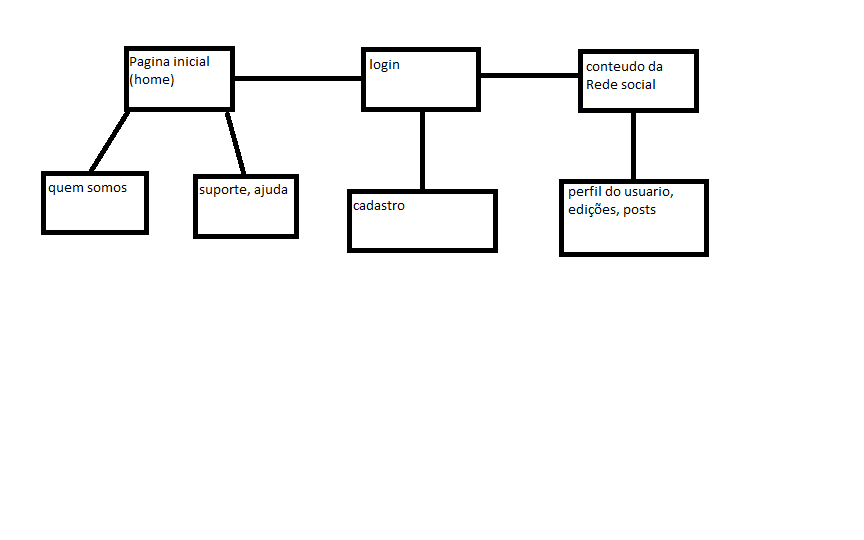 Pagina inicial
(home)
login
conteudo da
Rede social
quem somos
suporte, ajuda
cadastro
perfil do usuario,
edições, posts